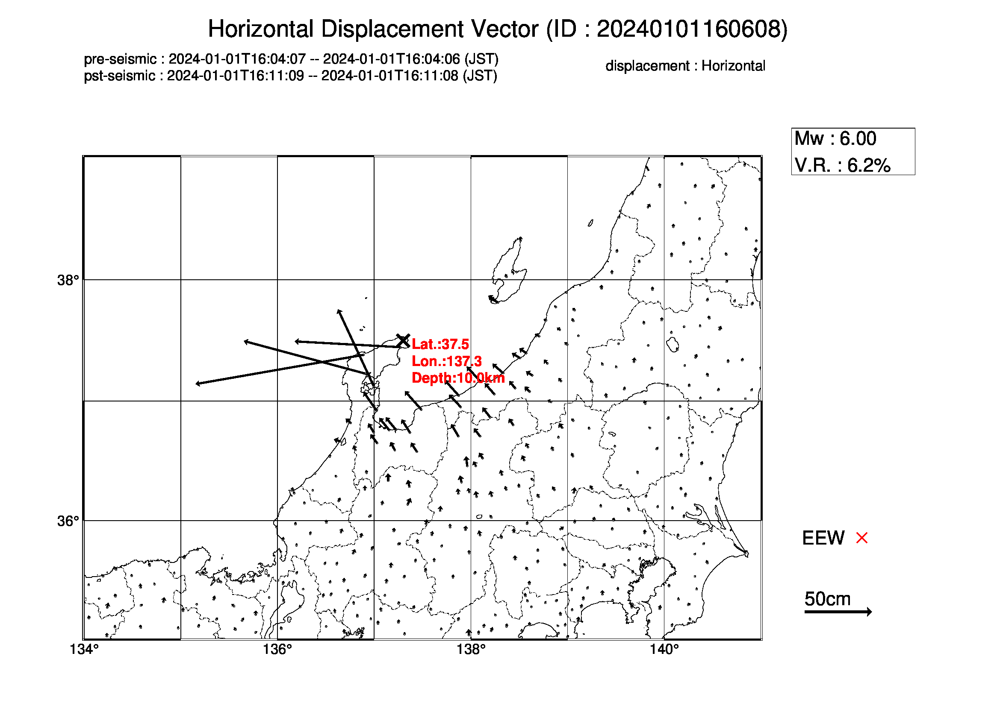 Horizontal Displacement Vector (ID : 20240101160608)
pre-seismic : 2024-01-01T16:04:07 -- 2024-01-01T16:04:06 (JST)
pst-seismic : 2024-01-01T16:11:09 -- 2024-01-01T16:11:08 (JST)
displacement : Horizontal
Mw : 6.00
V.R. : 6.2%
38°
Lat.:37.5
Lon.:137.3
Depth:10.0km
36°
EEW
50cm
134°
136°
138°
140°